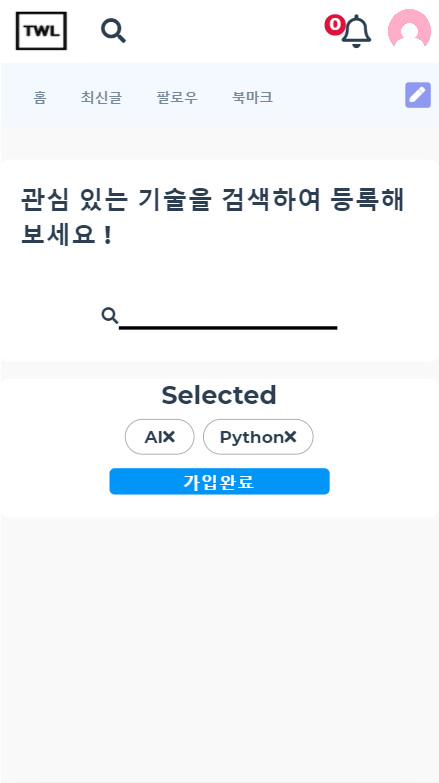 TWL
0
홈 최신글 팔로우 북마크
관심 있는 기술을 검색하여 등록해
보세요 !
Selected
AI Python
가입완료